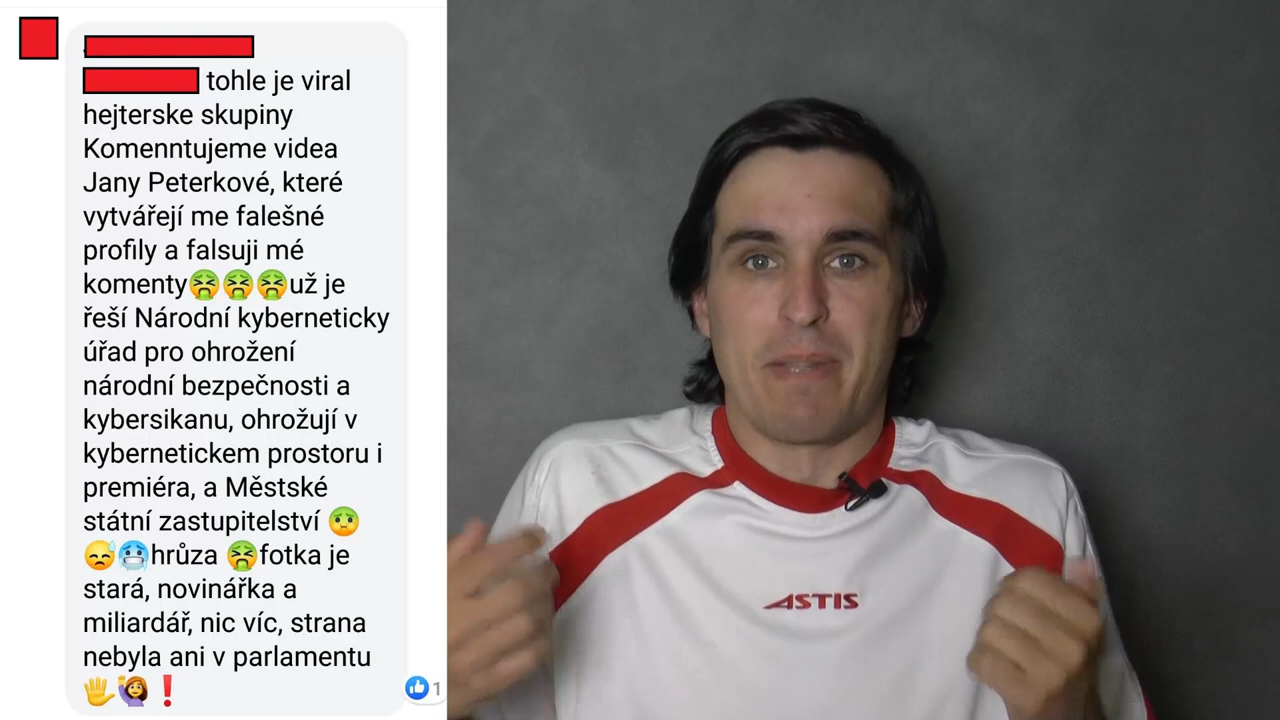 tohle je viral
hejterske skupiny
Komenntujeme videa
Jany Peterkové, které
vytvářejí me falešné
profily a falsuji mé
komenty🤮🤮🤮už je
řeší Národní kyberneticky
úřad pro ohrožení
národní bezpečnosti a
kybersikanu, ohrožují v
kybernetickem prostoru i
premiéra, a Městské
státní zastupitelství 🤢
😓🥶hrůza 🤮fotka je
stará, novinářka a
miliardář, nic víc, strana
nebyla ani v parlamentu
🖐🙋‍♀️❗
1
ASTIS